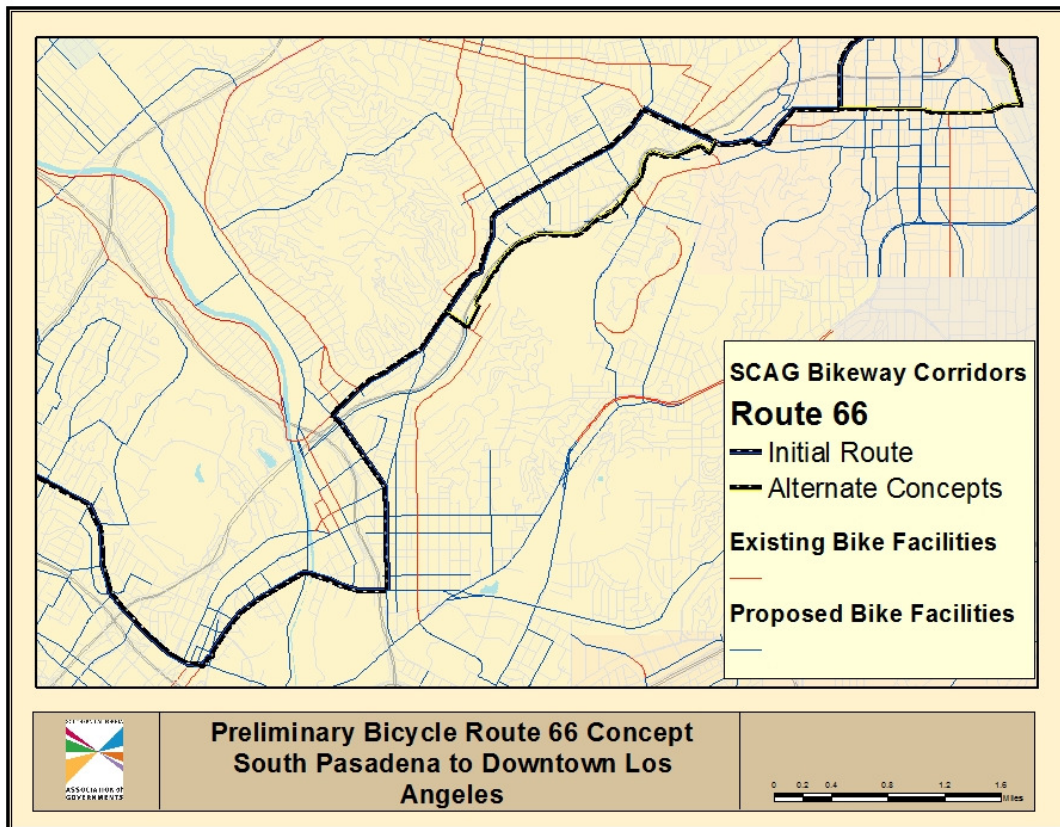 SCAG Bikeway Corridors
Route 66
Initial Route
Alternate Concepts
Existing Bike Facilities
Proposed Bike Facilities
ASSOCIATION of
GOVERNMENTS
Preliminary Bicycle Route 66 Concept
South Pasadena to Downtown Los
Angeles
0 0.2 0.4 0.8 1.2 1.6
Miles